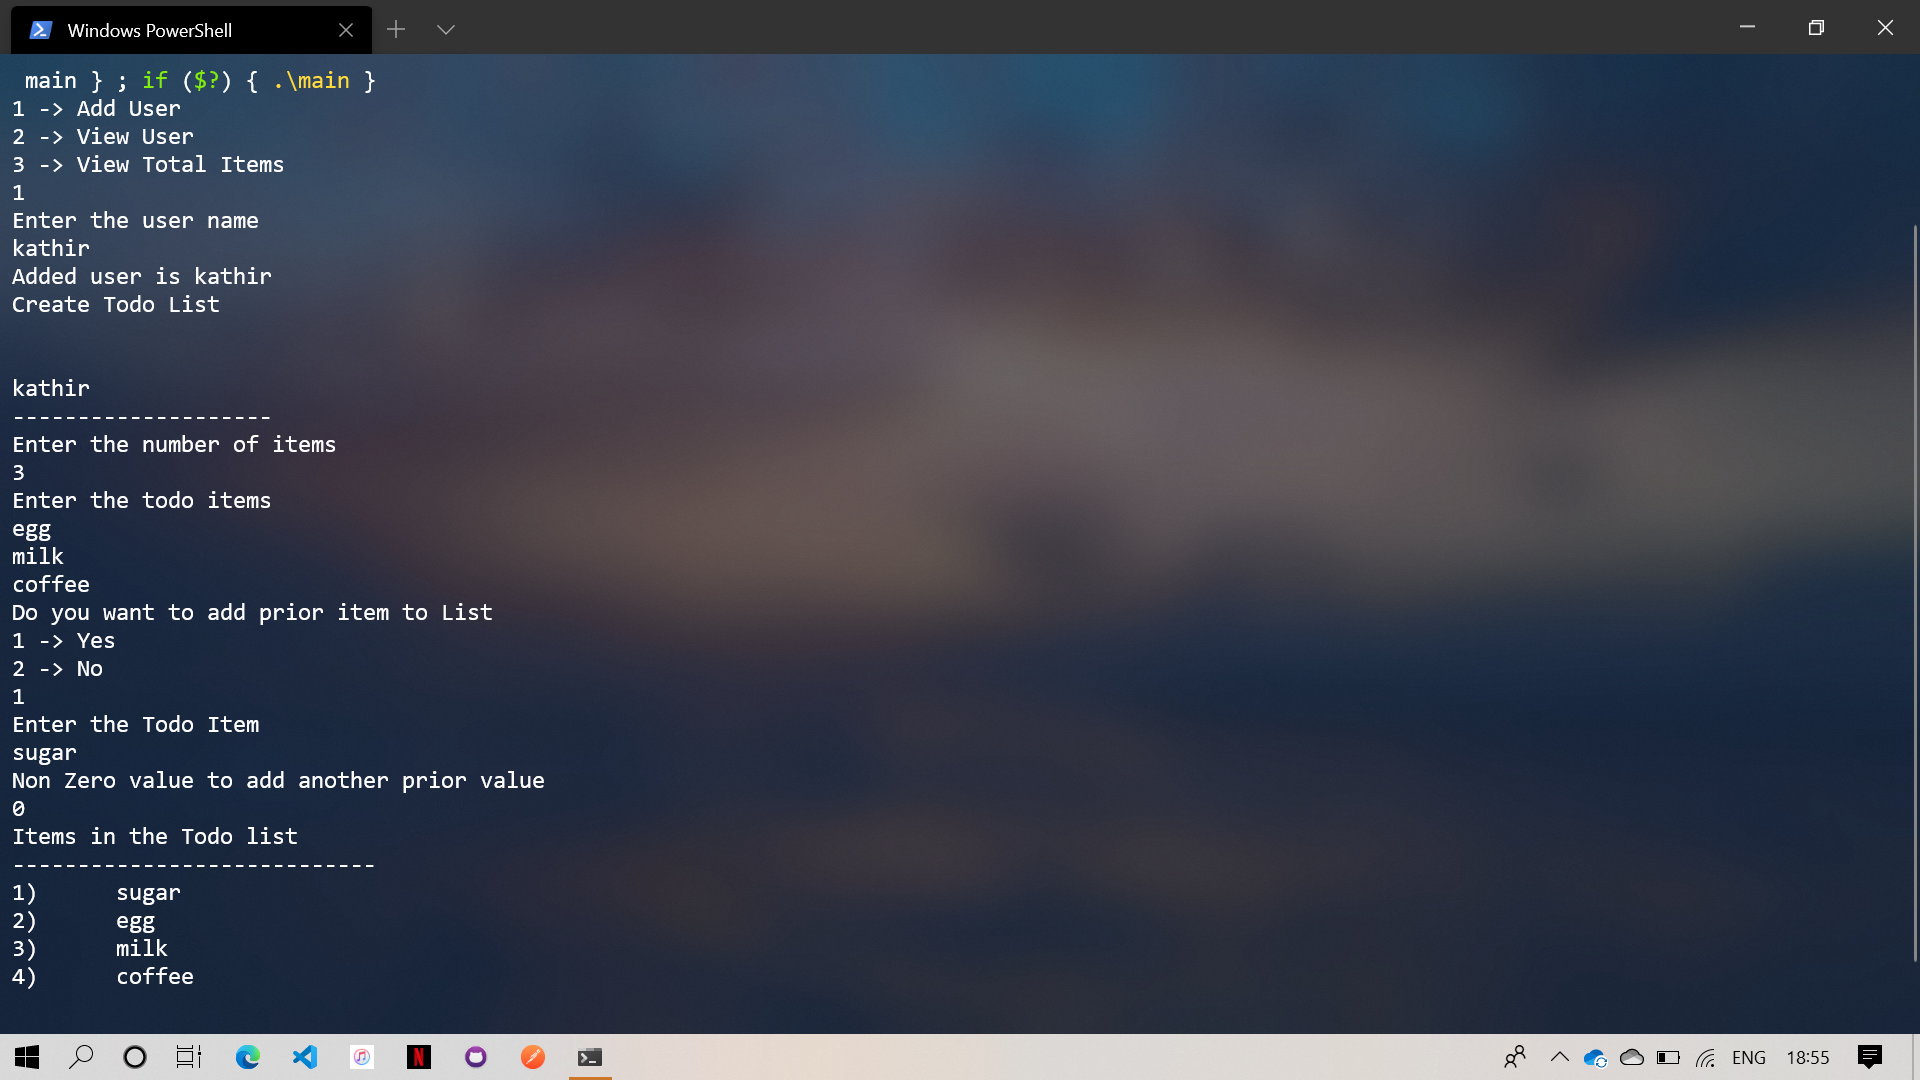 Windows PowerShell
main } ; if ($?) { .\main }
1 -> Add User
2 -> View User
3 -> View Total Items
1
Enter the user name
kathir
Added user is kathir
Create Todo List
kathir
--------------------
Enter the number of items
3
Enter the todo items
egg
milk
coffee
Do you want to add prior item to List
1 -> Yes
2 -> No
1
Enter the Todo Item
sugar
Non Zero value to add another prior value
0
Items in the Todo list
----------------------------
1)      sugar
2)      egg
3)      milk
4)      coffee
ENG 18:55